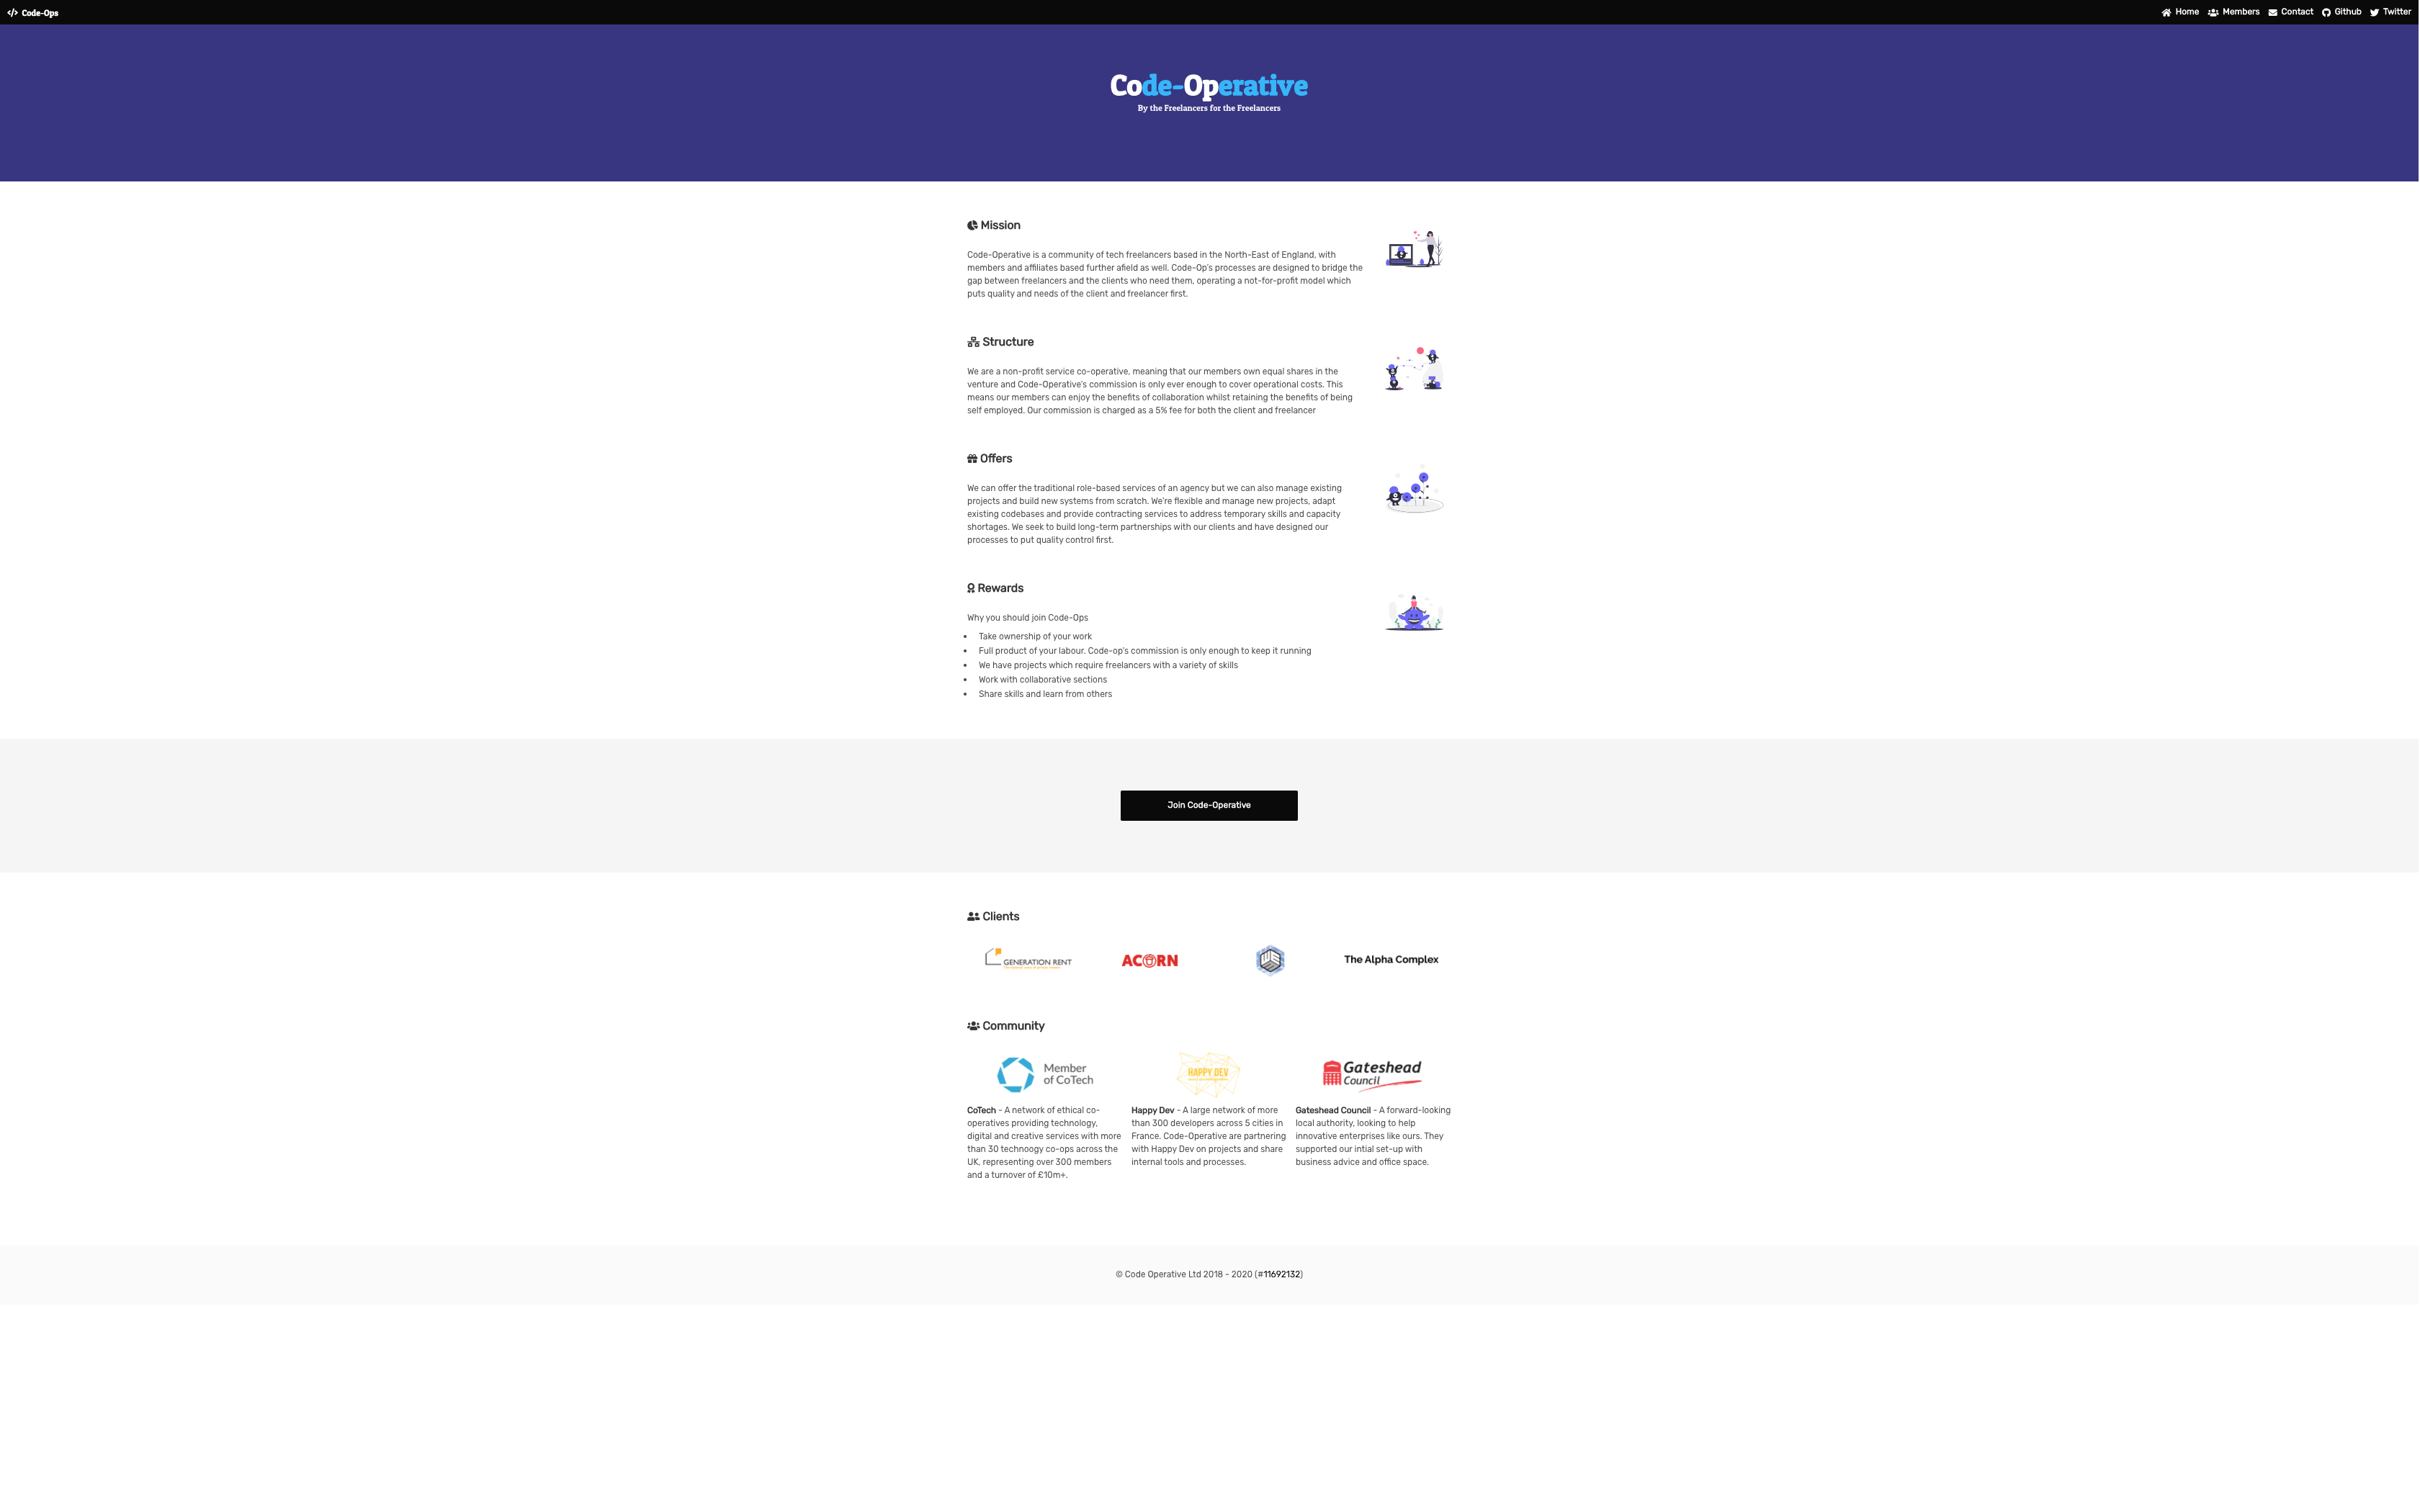 Code-Ops
Home Members Contact Github Twitter
Code-Operative
By the Freelancers for the Freelancers
Mission
Code-Operative is a community of tech freelancers based in the North-East of England, with
members and affiliates based further afield as well. Code-Op's processes are designed to bridge the
gap between freelancers and the clients who need them, operating a not-for-profit model which
puts quality and needs of the client and freelancer first.
Structure
We are a non-profit service co-operative, meaning that our members own equal shares in the
venture and Code-Operative's commission is only ever enough to cover operational costs. This
means our members can enjoy the benefits of collaboration whilst retaining the benefits of being
self employed. Our commission is charged as a 5% fee for both the client and freelancer
Offers
We can offer the traditional role-based services of an agency but we can also manage existing
projects and build new systems from scratch. We're flexible and manage new projects, adapt
existing codebases and provide contracting services to address temporary skills and capacity
shortages. We seek to build long-term partnerships with our clients and have designed our
processes to put quality control first.
Rewards
Why you should join Code-Ops
• Take ownership of your work
• Full product of your labour. Code-op's commission is only enough to keep it running
• We have projects which require freelancers with a variety of skills
• Work with collaborative sections
• Share skills and learn from others
Join Code-Operative
Clients
GENERATION RENT
ACORN
The Alpha Complex
Community
Member
of CoTech
HAPPY DEV
Gateshead
Council
CoTech - A network of ethical co-
operatives providing technology,
digital and creative services with more
than 30 technoogy co-ops across the
UK, representing over 300 members
and a turnover of £10m+.
Happy Dev - A large network of more
than 300 developers across 5 cities in
France. Code-Operative are partnering
with Happy Dev on projects and share
internal tools and processes.
Gateshead Council - A forward-looking
local authority, looking to help
innovative enterprises like ours. They
supported our intial set-up with
business advice and office space.
© Code Operative Ltd 2018 - 2020 (#11692132)